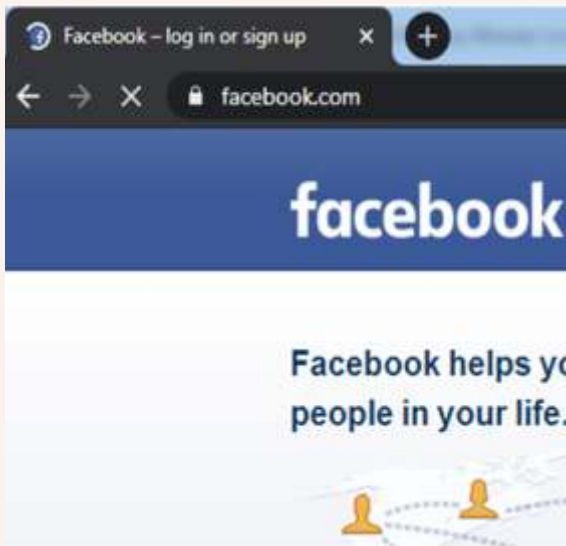 Facebook – log in or sign up
facebook.com
facebook
Facebook helps yo
people in your life.